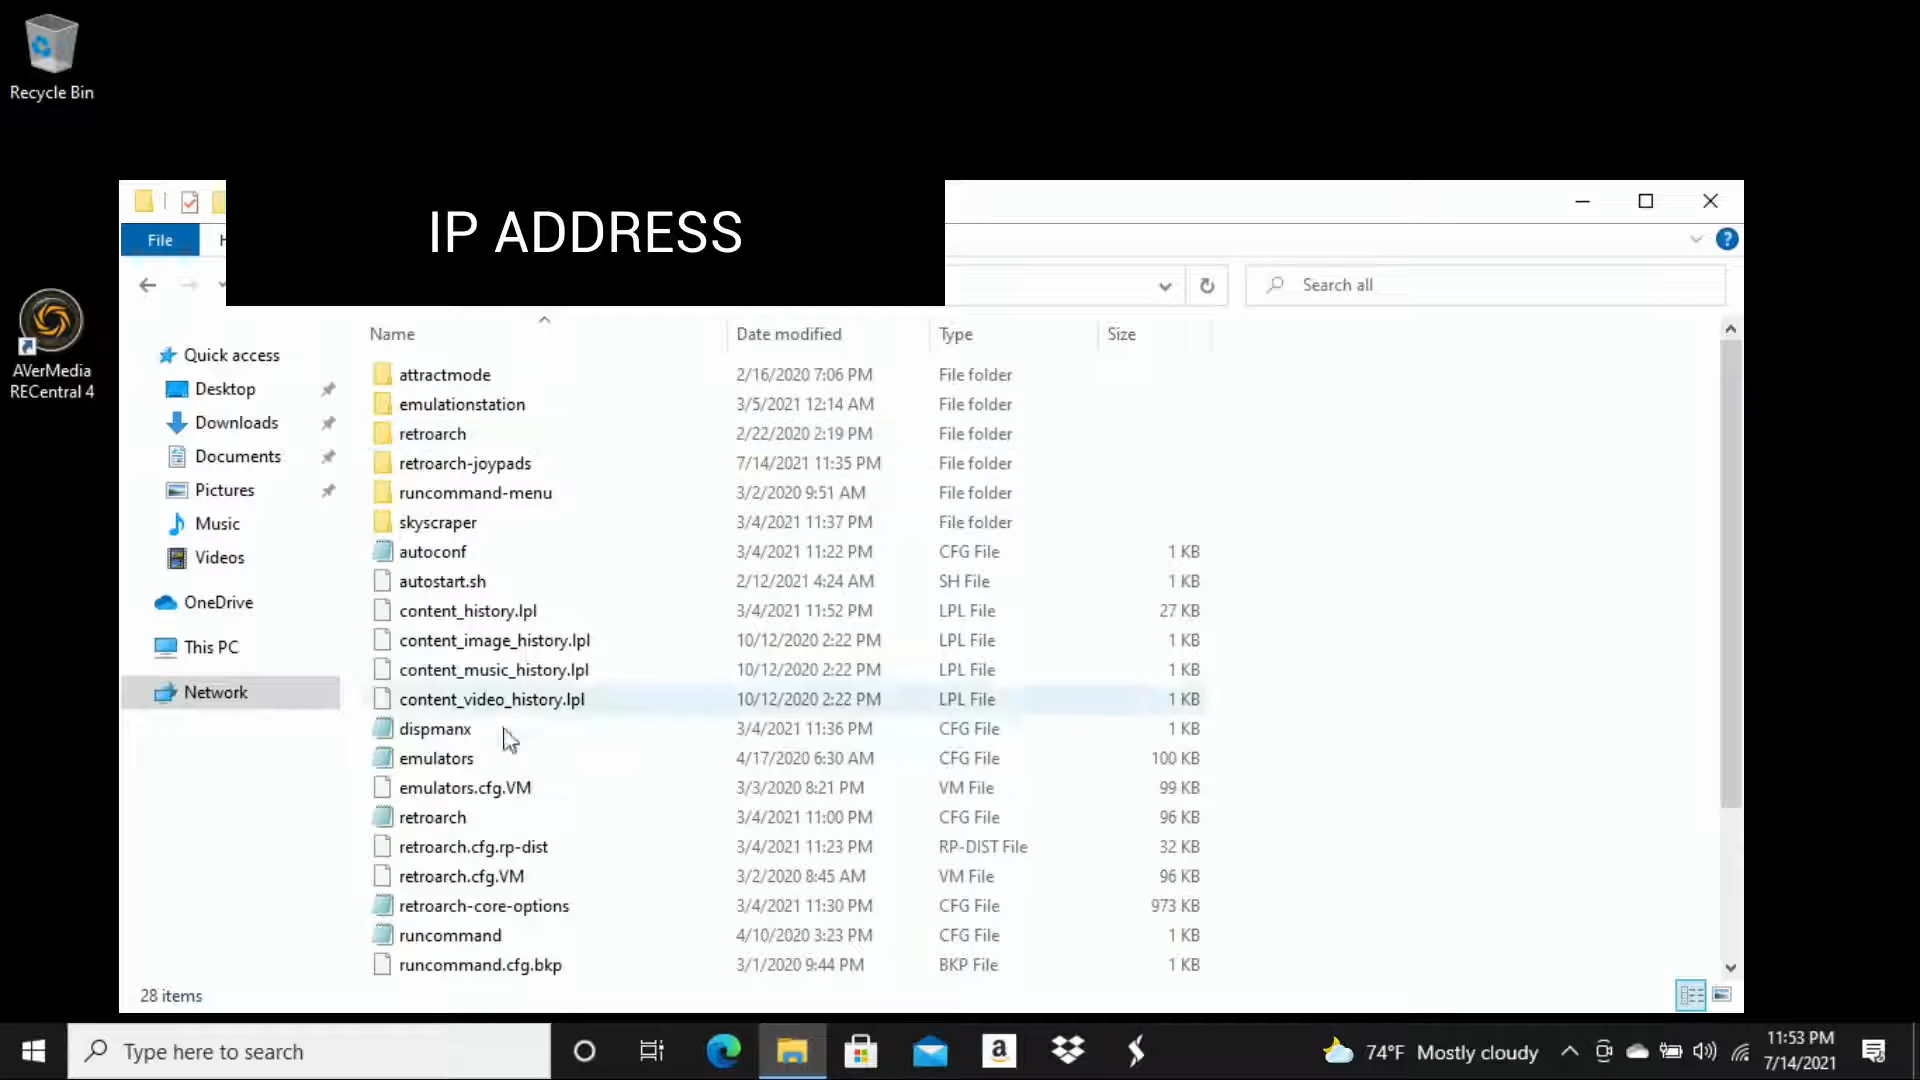 Recycle Bin
IP ADDRESS
File
Search all
AVerMedia
RECentral 4
Name Date modified Type Size
Quick access
Desktop
Downloads
Documents
Pictures
Music
Videos
OneDrive
This PC
Network
attractmode 2/16/2020 7:06 PM File folder
emulationstation 3/5/2021 12:14 AM File folder
retroarch 2/22/2020 2:19 PM File folder
retroarch-joypads 7/14/2021 11:35 PM File folder
runcommand-menu 3/2/2020 9:51 AM File folder
skyscraper 3/4/2021 11:37 PM File folder
autoconf 3/4/2021 11:22 PM CFG File 1 KB
autostart.sh 2/12/2021 4:24 AM SH File 1 KB
content_history.lpl 3/4/2021 11:52 PM LPL File 27 KB
content_image_history.lpl 10/12/2020 2:22 PM LPL File 1 KB
content_music_history.lpl 10/12/2020 2:22 PM LPL File 1 KB
content_video_history.lpl 10/12/2020 2:22 PM LPL File 1 KB
dispmanx 3/4/2021 11:36 PM CFG File 1 KB
emulators 4/17/2020 6:30 AM CFG File 100 KB
emulators.cfg.VM 3/3/2020 8:21 PM VM File 99 KB
retroarch 3/4/2021 11:00 PM CFG File 96 KB
retroarch.cfg.rp-dist 3/4/2021 11:23 PM RP-DIST File 32 KB
retroarch.cfg.VM 3/2/2020 8:45 AM VM File 96 KB
retroarch-core-options 3/4/2021 11:30 PM CFG File 973 KB
runcommand 4/10/2020 3:23 PM CFG File 1 KB
runcommand.cfg.bkp 3/1/2020 9:44 PM BKP File 1 KB
28 items
Type here to search
74°F Mostly cloudy
11:53 PM
7/14/2021